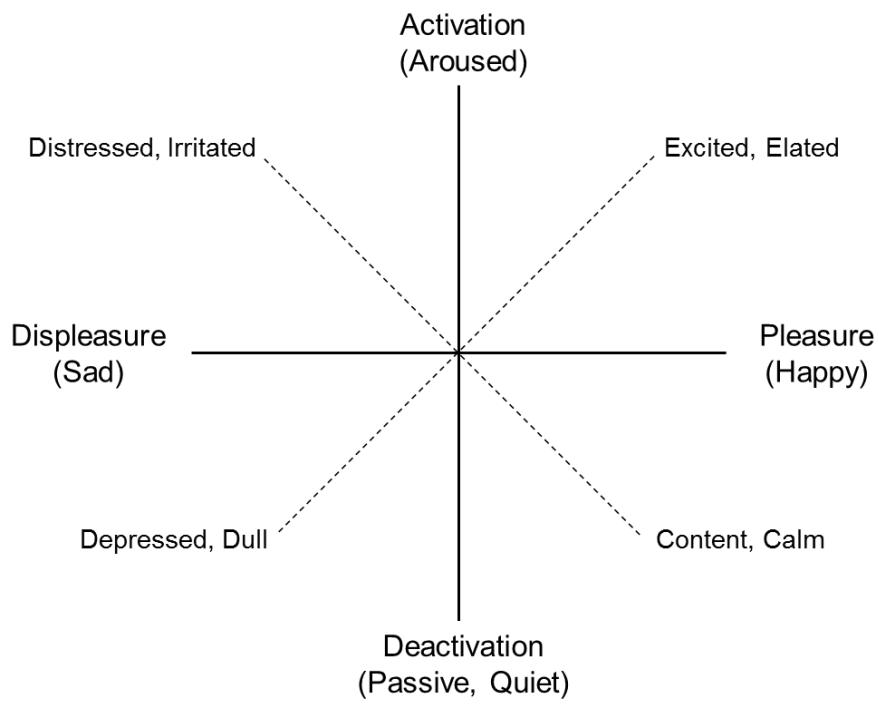 Activation
(Aroused)
Distressed, Irritated
Excited, Elated
Displeasure
(Sad)
Pleasure
(Happy)
Depressed, Dull
Content, Calm
Deactivation
(Passive, Quiet)